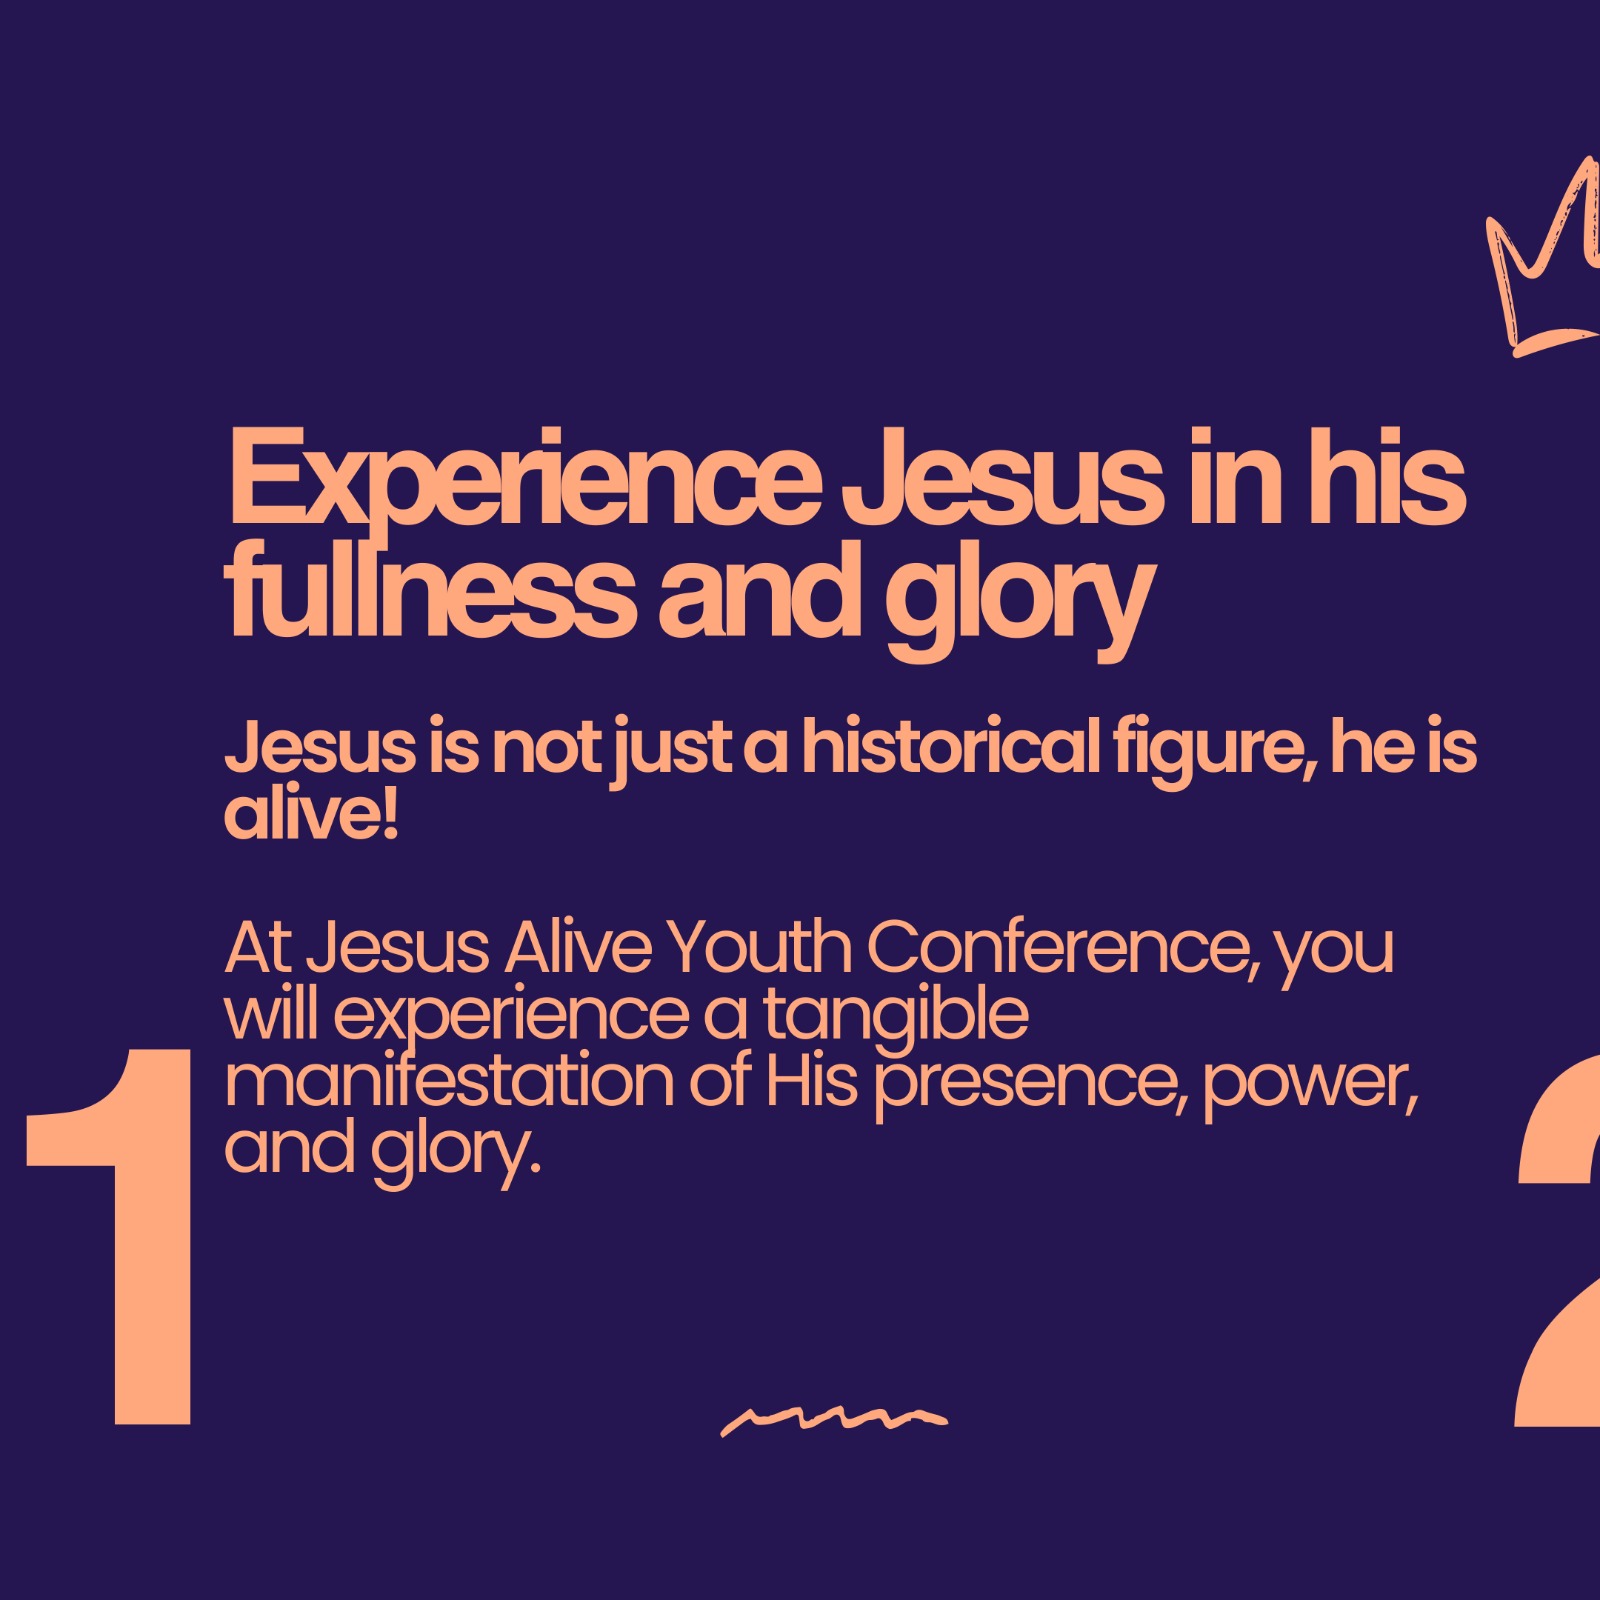 Experience Jesus in his
fullness and glory
Jesus is not just a historical figure, he is
alive!
At Jesus Alive Youth Conference, you
will experience a tangible
manifestation of His presence, power,
and glory.
1
2